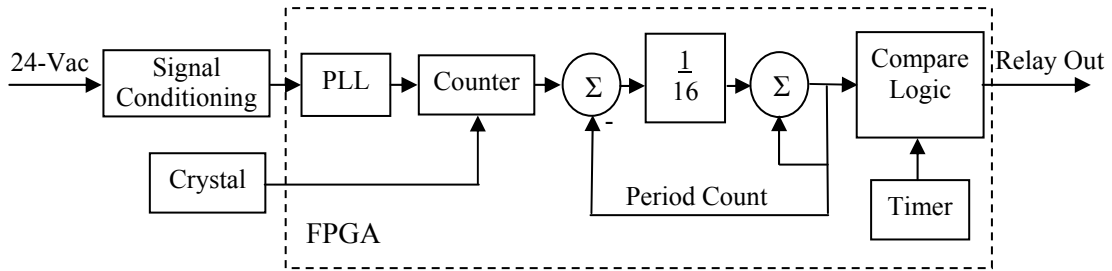 24-Vac
Signal
Conditioning
PLL
Counter
Σ
-
1
16
Σ
Compare
Logic
Relay Out
Crystal
Period Count
Timer
FPGA